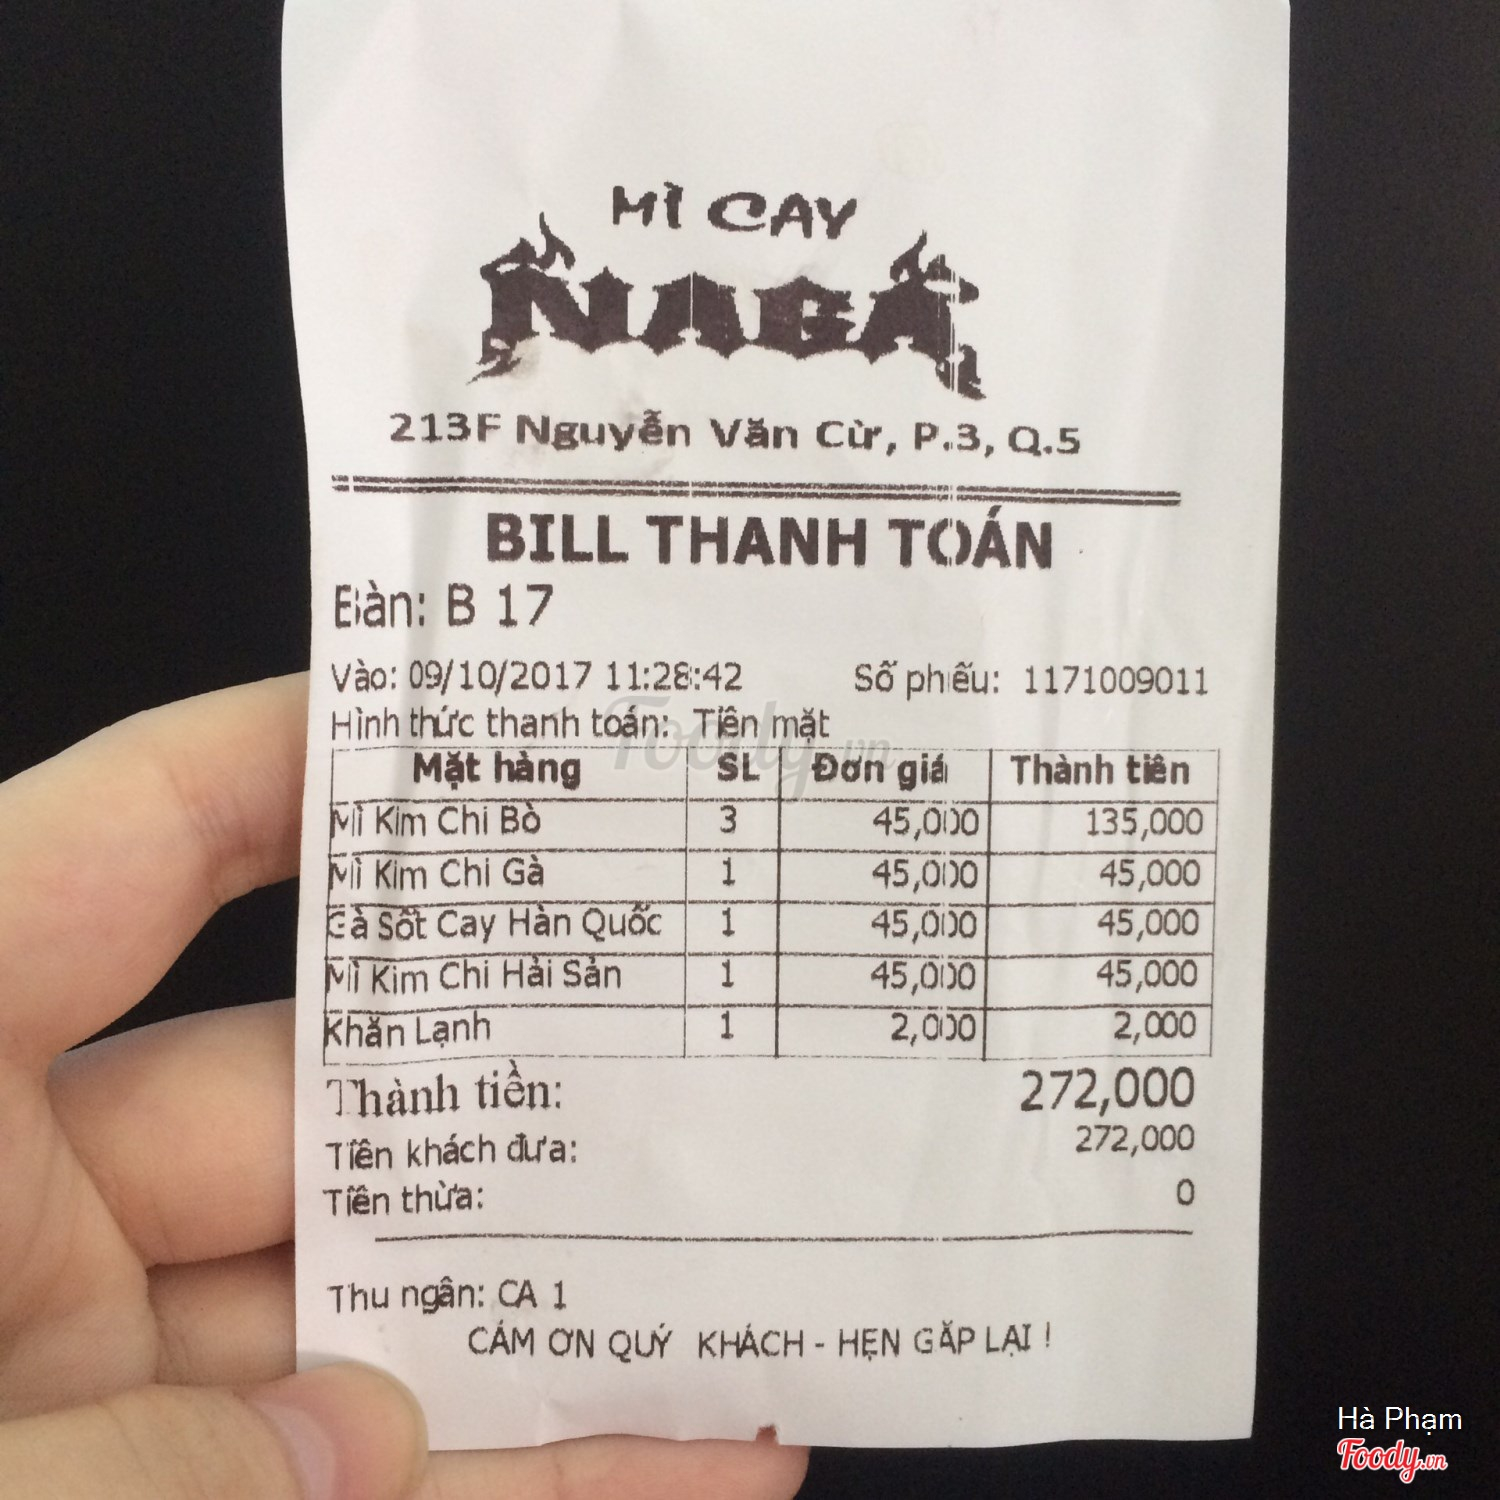 MÌ CAY
NAGA
213F Nguyễn Văn Cừ, P.3, Q.5
BILL THANH TOÁN
Bàn: B 17
Vào: 09/10/2017 11:28:42 Số phiếu: 1171009011
Hình thức thanh toán: Tiền mặt
Mặt hàng SL Đơn giá Thành tiền
Mì Kim Chi Bò 3 45,000 135,000
Mì Kim Chi Gà 1 45,000 45,000
Gà Sốt Cay Hàn Quốc 1 45,000 45,000
Mì Kim Chi Hải Sản 1 45,000 45,000
Khăn Lạnh 1 2,000 2,000
Thành tiền: 272,000
Tiền khách đưa: 272,000
Tiền thừa: 0
Thu ngân: CA 1
CÁM ƠN QUÝ KHÁCH - HẸN GẶP LẠI !
Foody.vn
Hà Phạm
Foody.vn